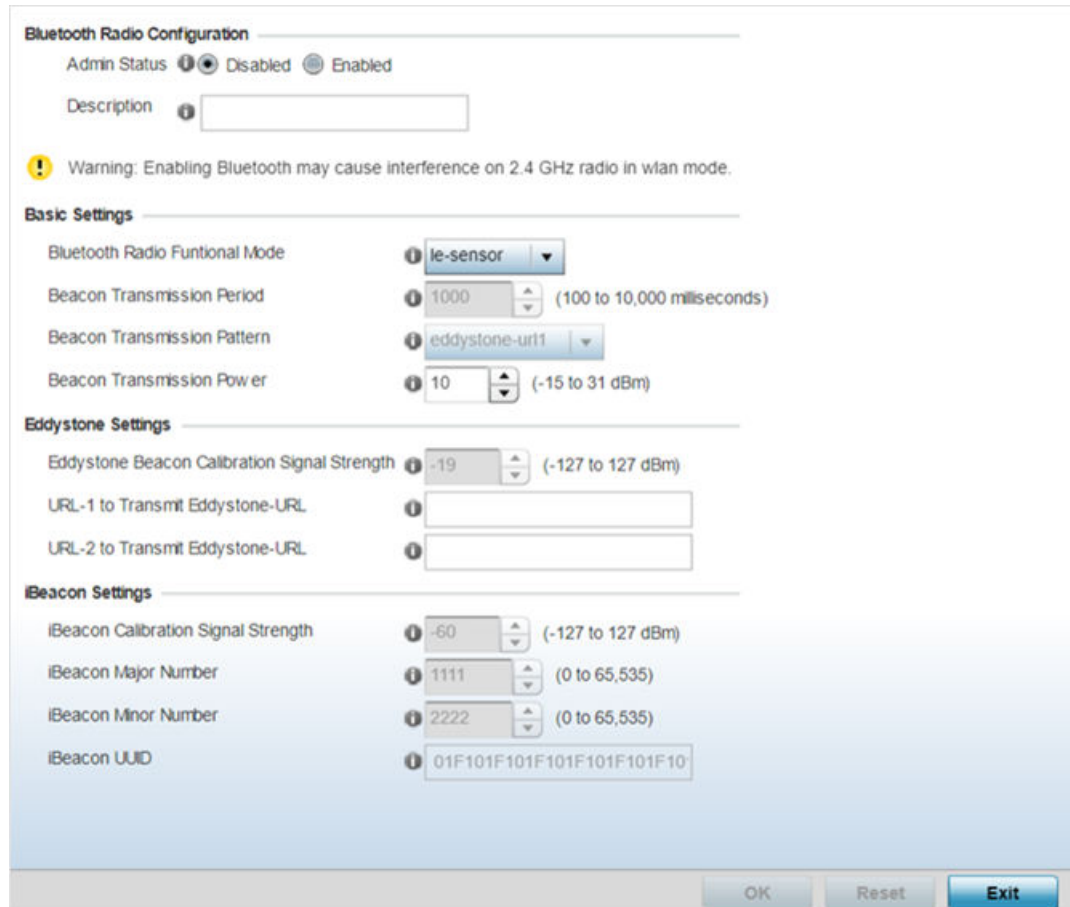 Bluetooth Radio Configuration
Admin Status Disabled Enabled
Description
Warning: Enabling Bluetooth may cause interference on 2.4 GHz radio in wlan mode.
Basic Settings
Bluetooth Radio Funtional Mode le-sensor
Beacon Transmission Period 1000 (100 to 10,000 milliseconds)
Beacon Transmission Pattern eddystone-url1
Beacon Transmission Power 10 (-15 to 31 dBm)
Eddystone Settings
Eddystone Beacon Calibration Signal Strength -19 (-127 to 127 dBm)
URL-1 to Transmit Eddystone-URL
URL-2 to Transmit Eddystone-URL
iBeacon Settings
iBeacon Calibration Signal Strength -60 (-127 to 127 dBm)
iBeacon Major Number 1111 (0 to 65,535)
iBeacon Minor Number 2222 (0 to 65,535)
iBeacon UUID 01F101F101F101F101F101F10
OK Reset Exit